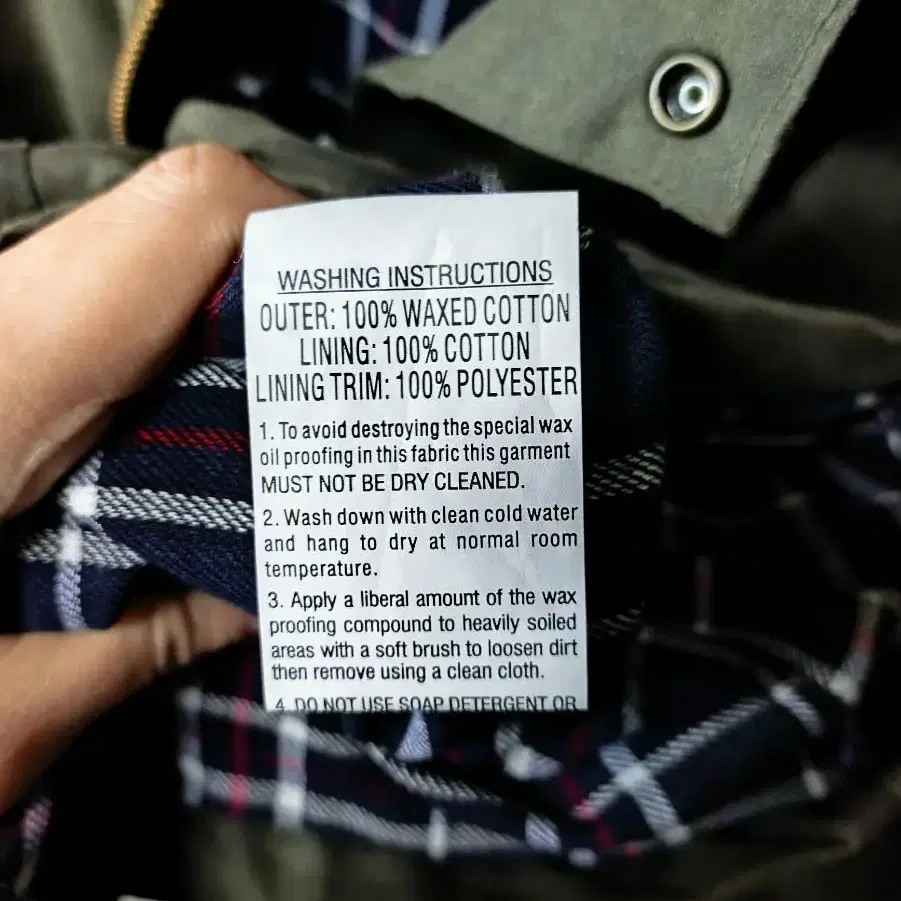 WASHING INSTRUCTIONS
OUTER: 100% WAXED COTTON
LINING: 100% COTTON
LINING TRIM: 100% POLYESTER
1. To avoid destroying the special wax
oil proofing in this fabric this garment
MUST NOT BE DRY CLEANED.
2. Wash down with clean cold water
and hang to dry at normal room
temperature.
3. Apply a liberal amount of the wax
proofing compound to heavily soiled
areas with a soft brush to loosen dirt
then remove using a clean cloth.
4. DO NOT USE SOAP DETERGENT OR